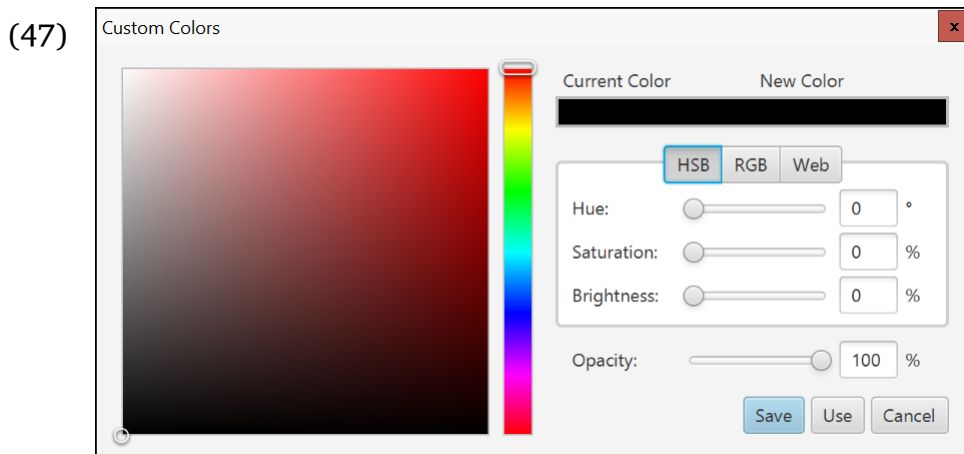 (47)
Custom Colors
x
Current Color New Color
HSB RGB Web
Hue: 0 °
Saturation: 0 %
Brightness: 0 %
Opacity: 100 %
Save Use Cancel